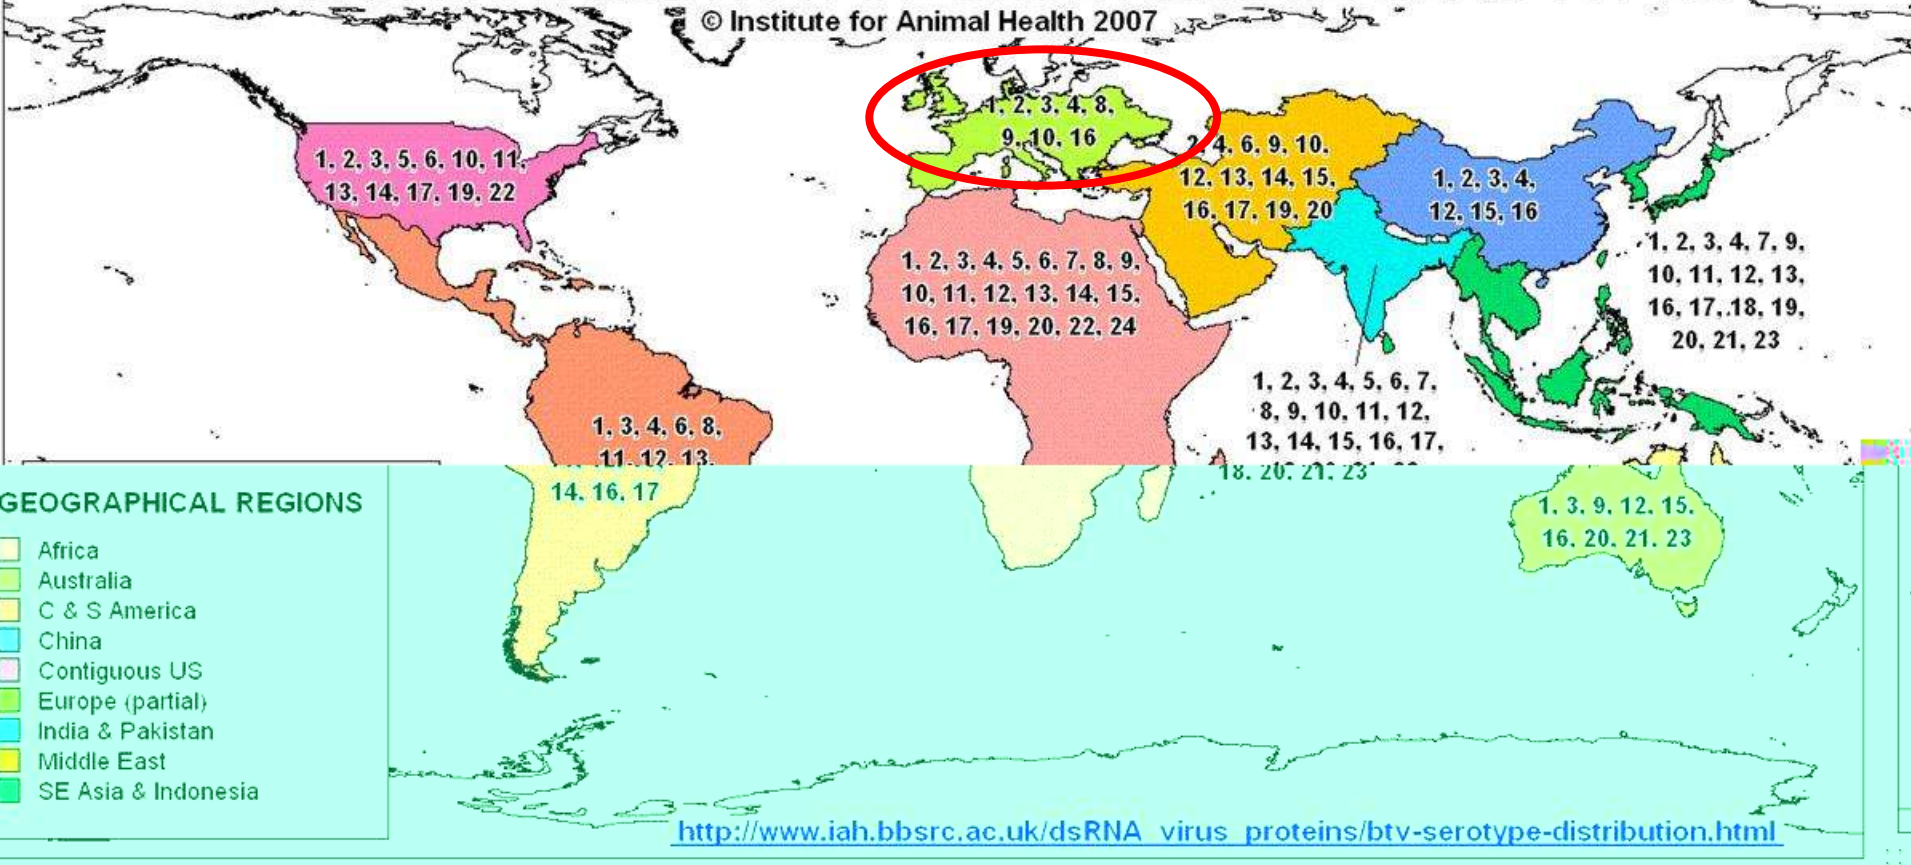 © Institute for Animal Health 2007
1, 2, 3, 4, 8,
9, 10, 16
1, 2, 3, 5, 6, 10, 11,
13, 14, 17, 19, 22
2, 4, 6, 9, 10,
12, 13, 14, 15,
16, 17, 19, 20
1, 2, 3, 4,
12, 15, 16
1, 2, 3, 4, 7, 9,
10, 11, 12, 13,
16, 17, 18, 19,
20, 21, 23
1, 2, 3, 4, 5, 6, 7, 8, 9,
10, 11, 12, 13, 14, 15,
16, 17, 19, 20, 22, 24
1, 2, 3, 4, 5, 6, 7,
8, 9, 10, 11, 12,
13, 14, 15, 16, 17,
18, 20, 21, 23
1, 3, 4, 6, 8,
11, 12, 13,
14, 16, 17
1, 3, 9, 12, 15,
16, 20, 21, 23
GEOGRAPHICAL REGIONS
Africa
Australia
C & S America
China
Contiguous US
Europe (partial)
India & Pakistan
Middle East
SE Asia & Indonesia
http://www.iah.bbsrc.ac.uk/dsRNA_virus_proteins/btv-serotype-distribution.html